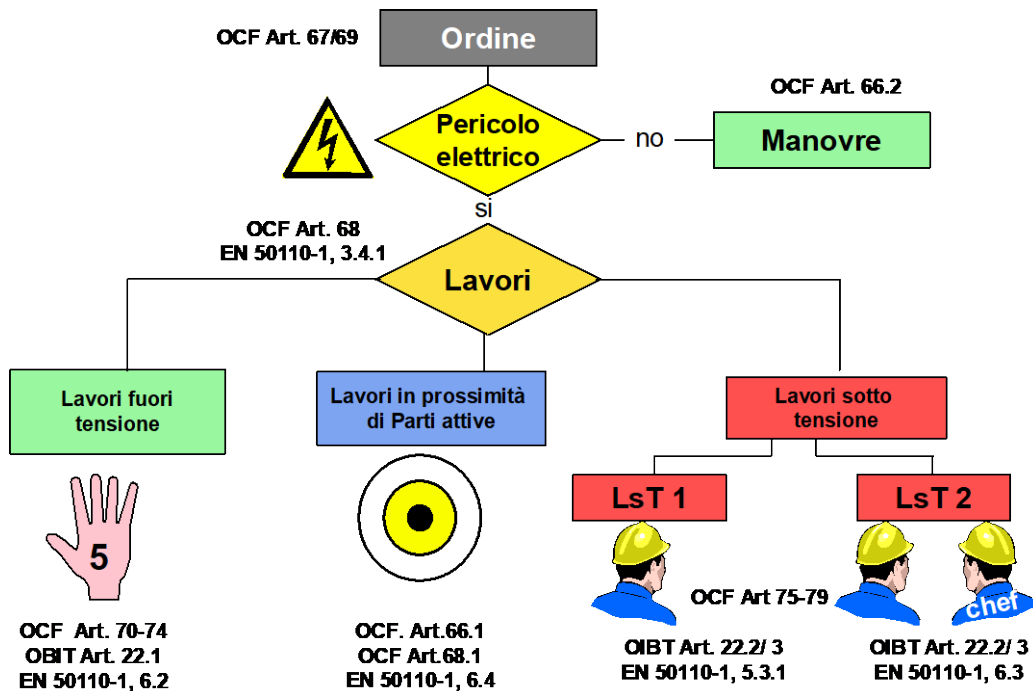 OCF Art. 67/69
Ordine
OCF Art. 66.2
Pericolo
elettrico
no
Manovre
si
OCF Art. 68
EN 50110-1, 3.4.1
Lavori
Lavori fuori
tensione
Lavori in prossimità
di Parti attive
Lavori sotto
tensione
LsT 1
LsT 2
5
chef
OCF Art 75-79
OCF Art. 70-74
OBIT Art. 22.1
EN 50110-1, 6.2
OCF. Art.66.1
OCF Art.68.1
EN 50110-1, 6.4
OIBT Art. 22.2/ 3
EN 50110-1, 5.3.1
OIBT Art. 22.2/ 3
EN 50110-1, 6.3